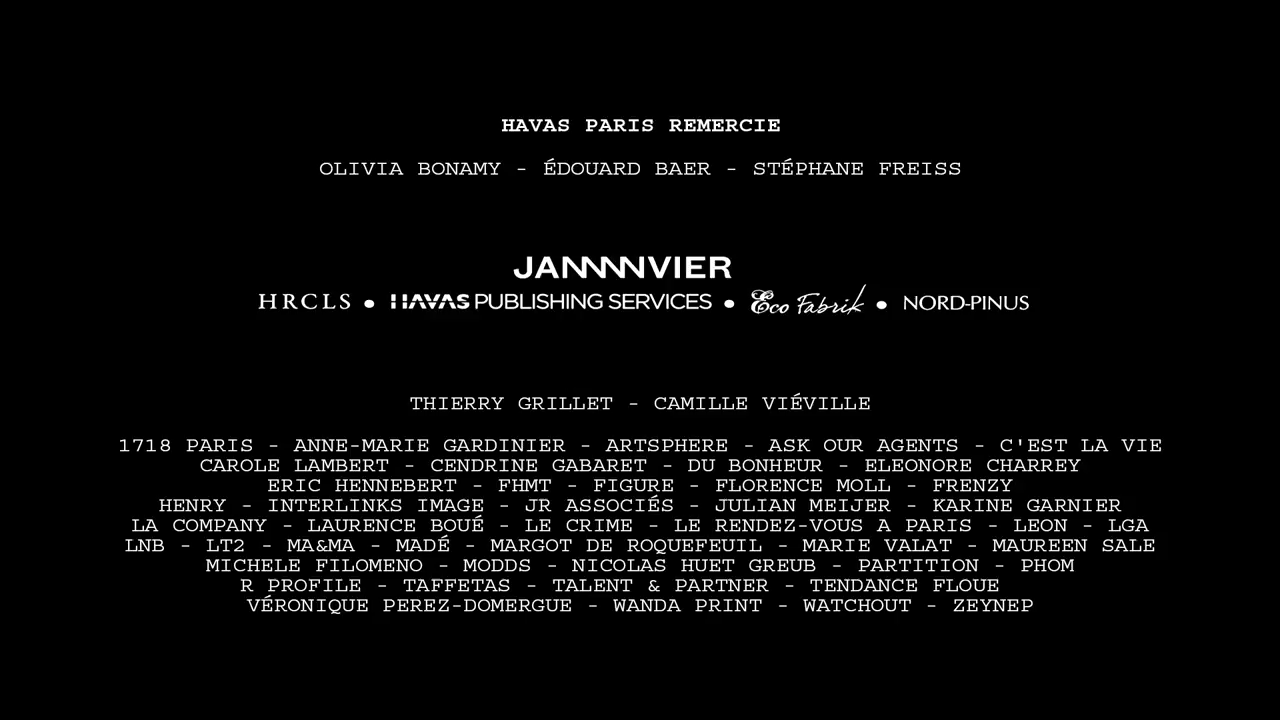 HAVAS PARIS REMERCIE
OLIVIA BONAMY - ÉDOUARD BAER - STÉPHANE FREISS
JANNNNVIER
HRCLS • HAVAS PUBLISHING SERVICES • Eco Fabrik • NORD-PINUS
THIERRY GRILLET - CAMILLE VIÉVILLE
1718 PARIS - ANNE-MARIE GARDINIER - ARTSPHERE - ASK OUR AGENTS - C'EST LA VIE
CAROLE LAMBERT - CENDRINE GABARET - DU BONHEUR - ELEONORE CHARREY
ERIC HENNEBERT - FHMT - FIGURE - FLORENCE MOLL - FRENZY
HENRY - INTERLINKS IMAGE - JR ASSOCIÉS - JULIAN MEIJER - KARINE GARNIER
LA COMPANY - LAURENCE BOUÉ - LE CRIME - LE RENDEZ-VOUS A PARIS - LEON - LGA
LNB - LT2 - MA&MA - MADÉ - MARGOT DE ROQUEFEUIL - MARIE VALAT - MAUREEN SALE
MICHELE FILOMENO - MODDS - NICOLAS HUET GREUB - PARTITION - PHOM
R PROFILE - TAFFETAS - TALENT & PARTNER - TENDANCE FLOUE
VÉRONIQUE PEREZ-DOMERGUE - WANDA PRINT - WATCHOUT - ZEYNEP